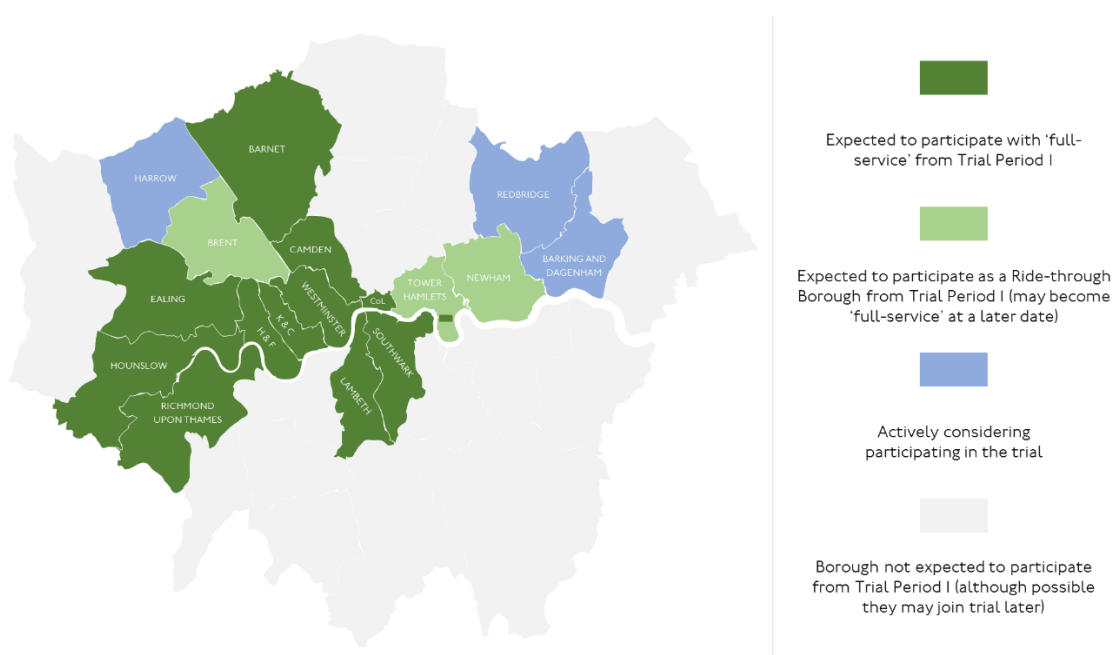 BARNET
HARROW
REDBRIDGE
BRENT
CAMDEN
BARKING AND
DAGENHAM
NEWHAM
TOWER
HAMLETS
EALING
WESTMINSTER
CoL
K & C
H & F
SOUTHWARK
HOUNSLOW
LAMBETH
RICHMOND
UPON THAMES
Expected to participate with ‘full-
service’ from Trial Period I
Expected to participate as a Ride-through
Borough from Trial Period I (may become
‘full-service’ at a later date)
Actively considering
participating in the trial
Borough not expected to participate
from Trial Period I (although possible
they may join trial later)